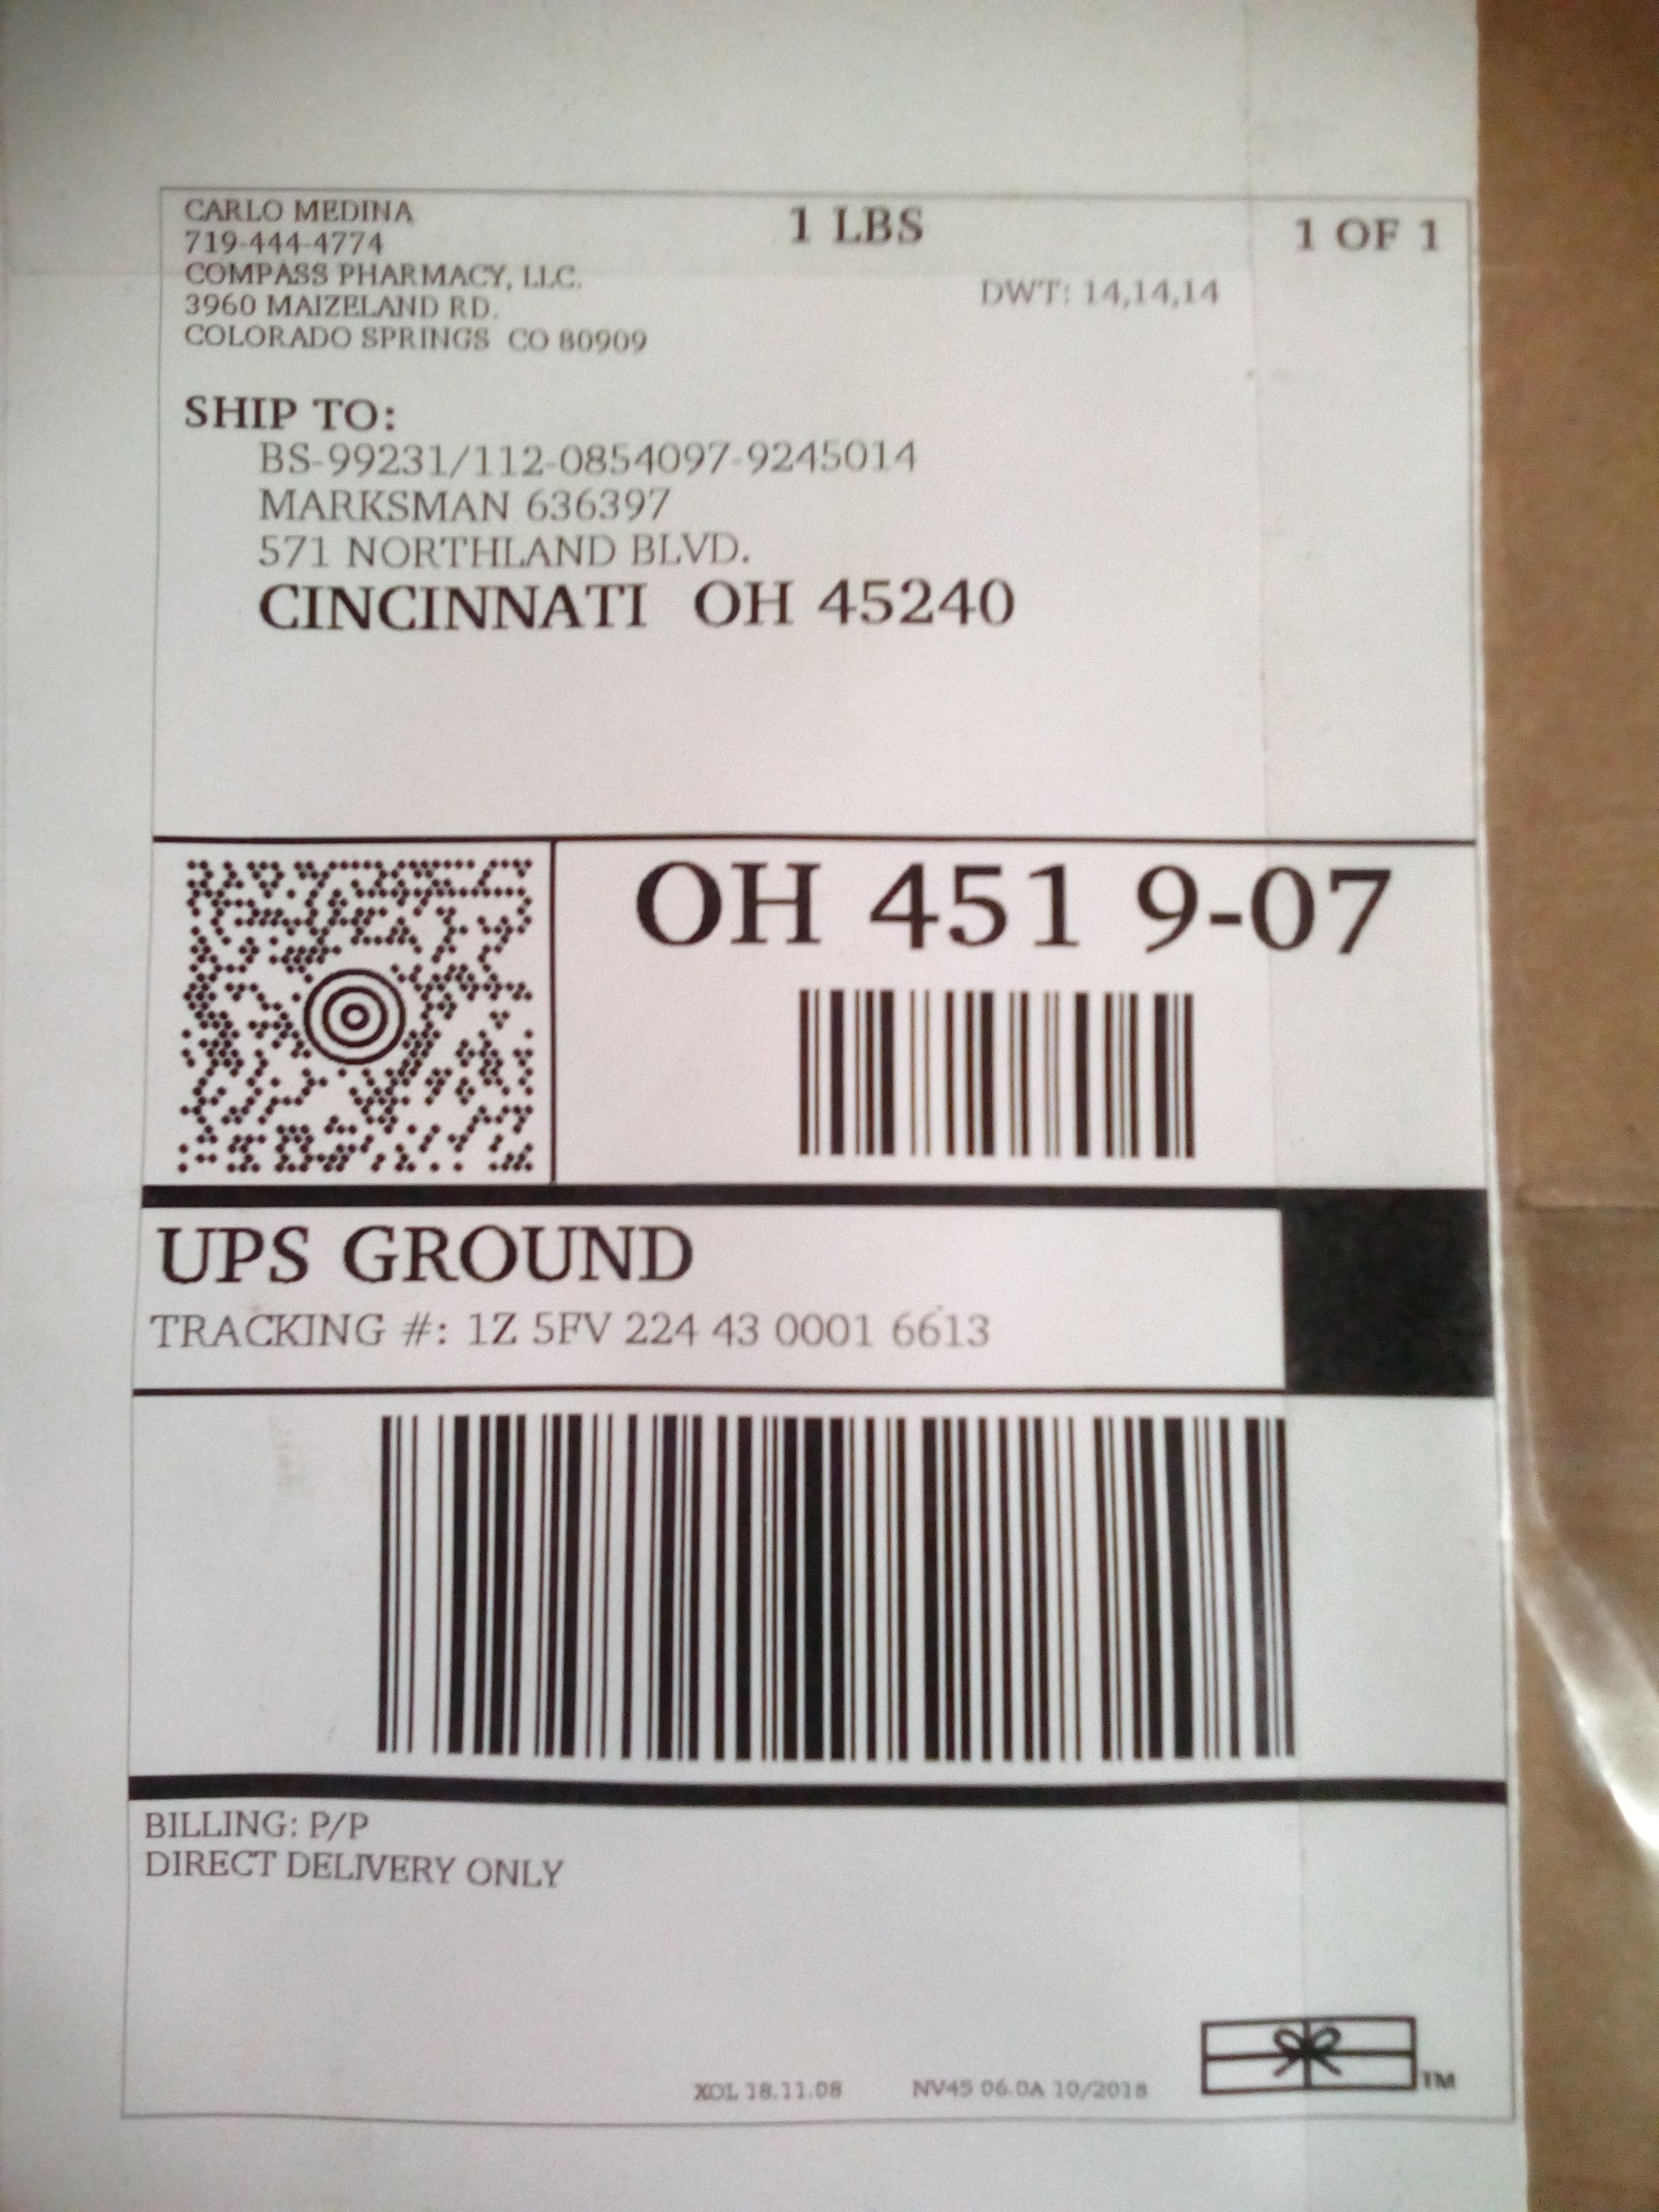 CARLO MEDINA
719-444-4774
COMPASS PHARMACY, LLC.
3960 MAIZELAND RD.
COLORADO SPRINGS CO 80909
1 LBS
1 OF 1
DWT: 14,14,14
SHIP TO:
BS-99231/112-0854097-9245014
MARKSMAN 636397
571 NORTHLAND BLVD.
CINCINNATI OH 45240
OH 451 9-07
UPS GROUND
TRACKING #: 1Z 5FV 224 43 0001 6613
BILLING: P/P
DIRECT DELIVERY ONLY
XOL 18.11.08
NV45 06.0A 10/2018
TM